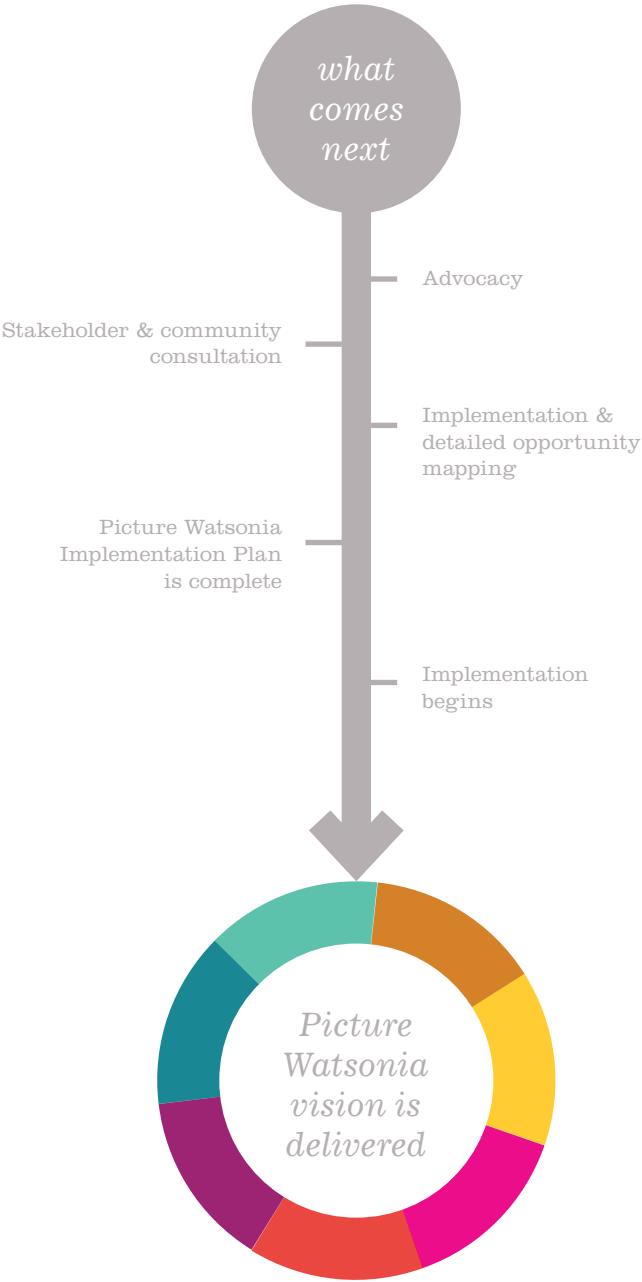 what
comes
next
Advocacy
Stakeholder & community
consultation
Implementation &
detailed opportunity
mapping
Picture Watsonia
Implementation Plan
is complete
Implementation
begins
Picture
Watsonia
vision is
delivered